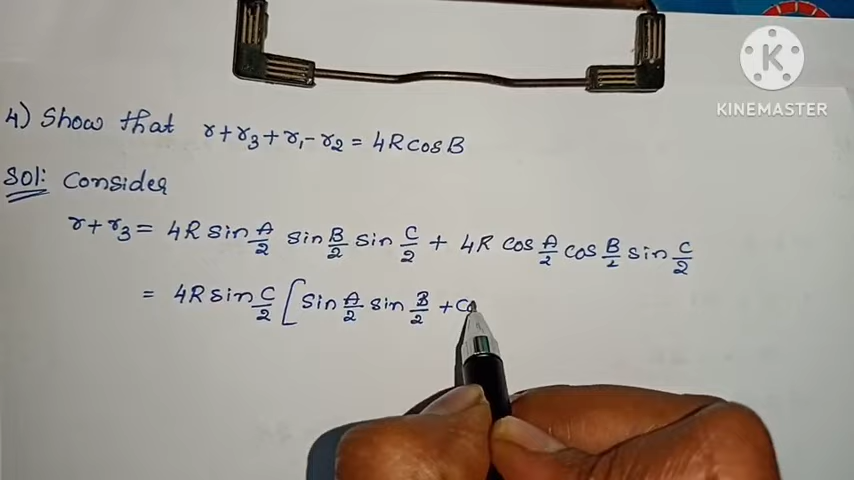 K
KINEMASTER
4) Show that r+r₃+r₁-r₂ = 4R cosB
Sol: Consider
r+r₃ = 4R sin A/2 sin B/2 sin C/2 + 4R cos A/2 cos B/2 sin C/2
= 4R sin C/2 [ sin A/2 sin B/2 + co